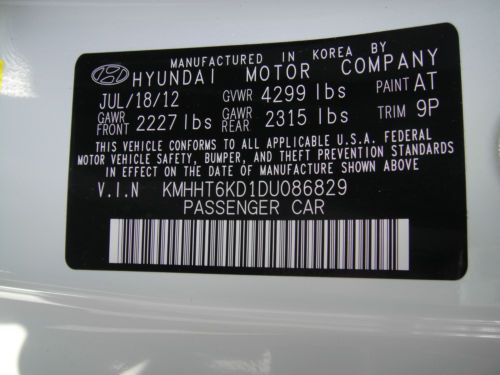 MANUFACTURED IN KOREA BY
HYUNDAI MOTOR COMPANY
JUL/18/12 GVWR 4299 lbs PAINT AT
GAWR FRONT 2227 lbs GAWR REAR 2315 lbs TRIM 9P
THIS VEHICLE CONFORMS TO ALL APPLICABLE U.S.A. FEDERAL
MOTOR VEHICLE SAFETY, BUMPER, AND THEFT PREVENTION STANDARDS
IN EFFECT ON THE DATE OF MANUFACTURE SHOWN ABOVE.
V.I.N KMHHT6KD1DU086829
PASSENGER CAR